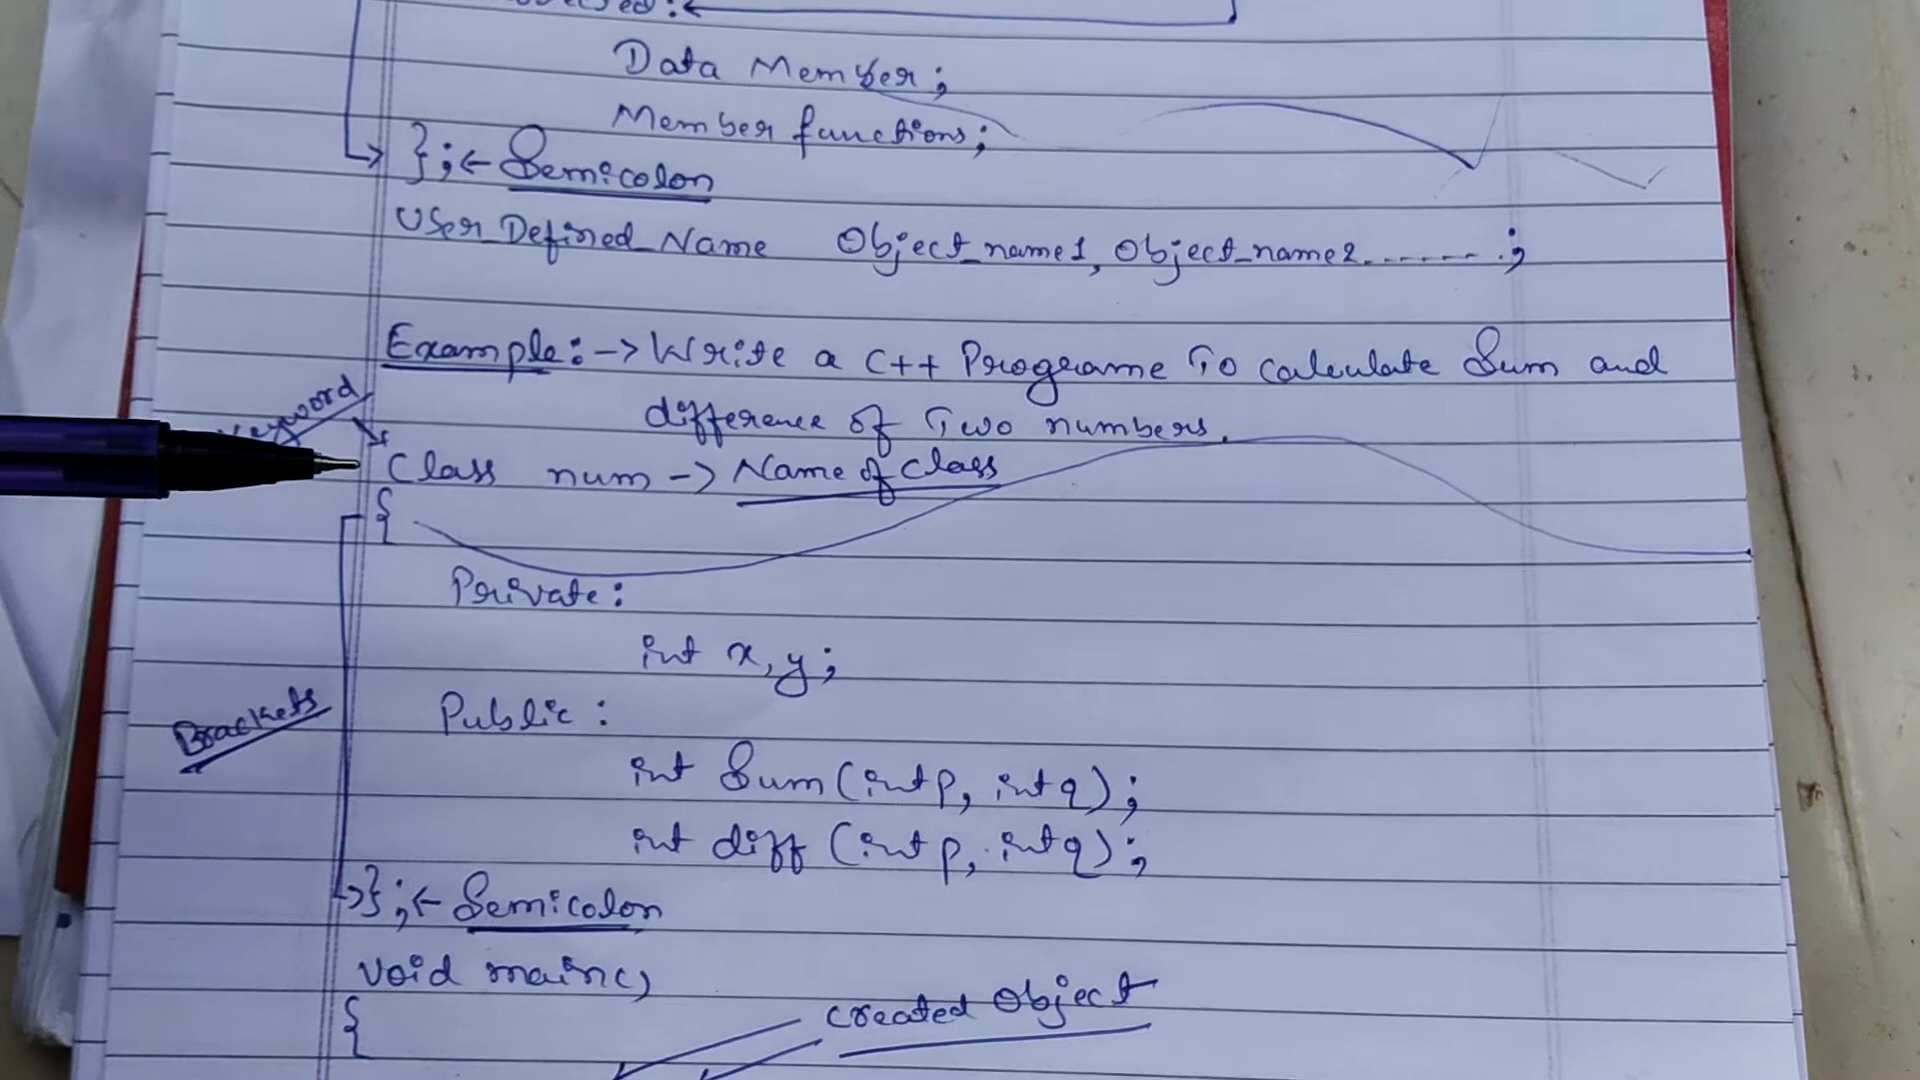 Data Member;
Member functions;
};← Semicolon
User_Defined_Name Object_name1, Object_name2.......;
Example:-> Write a C++ Programe To calculate Sum and
difference of Two numbers.
keyword
Class num -> Name of class
{
Private:
int x, y;
Brackets
Public:
int Sum(int p, int q);
int diff (int p, int q);
->};← Semicolon
void main()
{
created Object